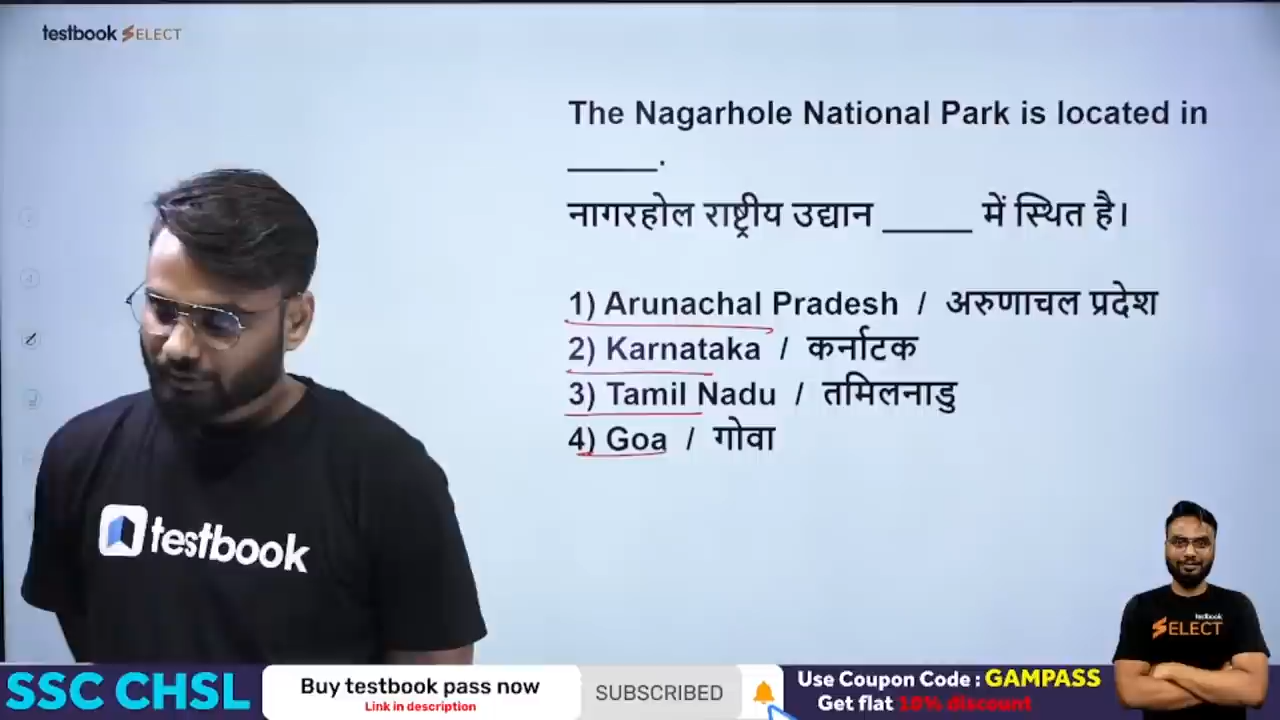 testbook SELECT
The Nagarhole National Park is located in
_____.
नागरहोल राष्ट्रीय उद्यान _____ में स्थित है।
1) Arunachal Pradesh / अरुणाचल प्रदेश
2) Karnataka / कर्नाटक
3) Tamil Nadu / तमिलनाडु
4) Goa / गोवा
testbook
testbook
SELECT
SSC CHSL
Buy testbook pass now
Link in description
SUBSCRIBED
Use Coupon Code : GAMPASS
Get flat 10% discount